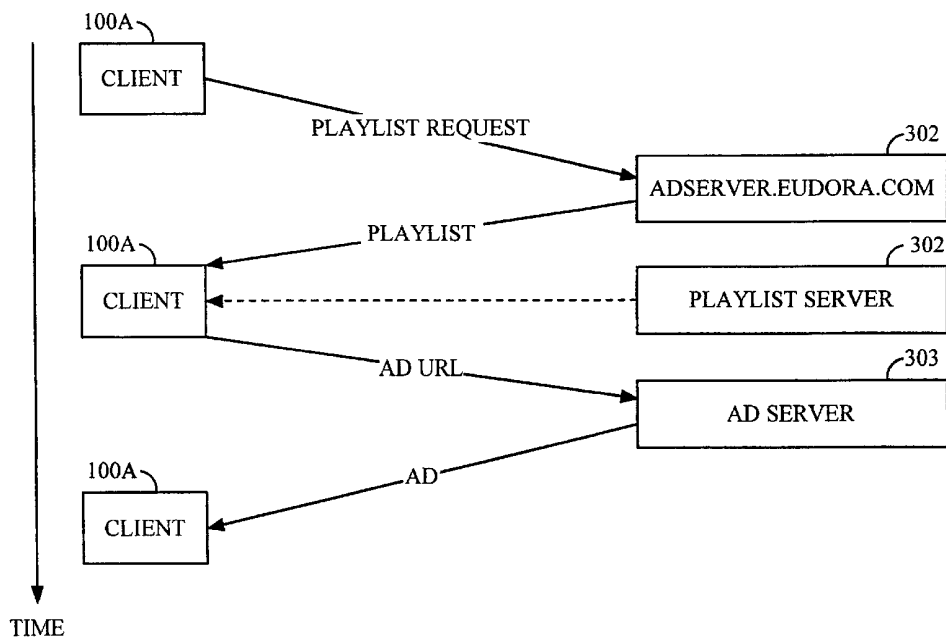 100A
CLIENT
PLAYLIST REQUEST
302
ADSERVER.EUDORA.COM
PLAYLIST
100A
CLIENT
302
PLAYLIST SERVER
AD URL
303
AD SERVER
100A
AD
CLIENT
TIME